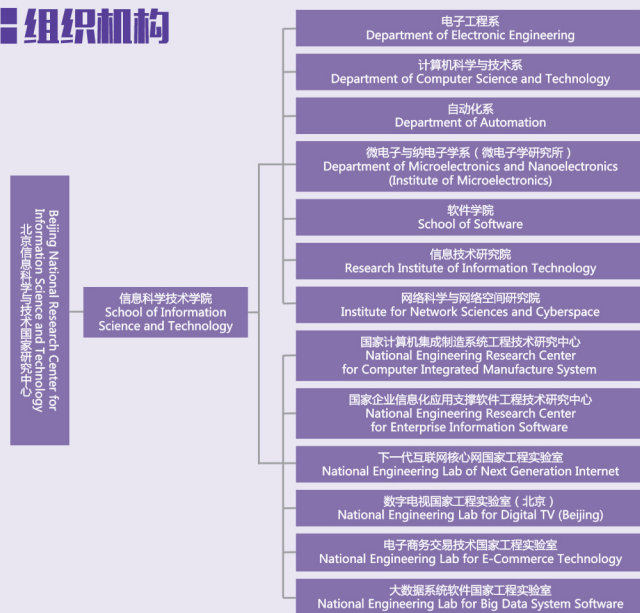 组织机构
Beijing National Research Center for
Information Science and Technology
北京信息科学与技术国家研究中心
信息科学技术学院
School of Information
Science and Technology
电子工程系
Department of Electronic Engineering
计算机科学与技术系
Department of Computer Science and Technology
自动化系
Department of Automation
微电子与纳电子学系（微电子学研究所）
Department of Microelectronics and Nanoelectronics
(Institute of Microelectronics)
软件学院
School of Software
信息技术研究院
Research Institute of Information Technology
网络科学与网络空间研究院
Institute for Network Sciences and Cyberspace
国家计算机集成制造系统工程技术研究中心
National Engineering Research Center
for Computer Integrated Manufacture System
国家企业信息化应用支撑软件工程技术研究中心
National Engineering Research Center
for Enterprise Information Software
下一代互联网核心网国家工程实验室
National Engineering Lab of Next Generation Internet
数字电视国家工程实验室（北京）
National Engineering Lab for Digital TV (Beijing)
电子商务交易技术国家工程实验室
National Engineering Lab for E-Commerce Technology
大数据系统软件国家工程实验室
National Engineering Lab for Big Data System Software